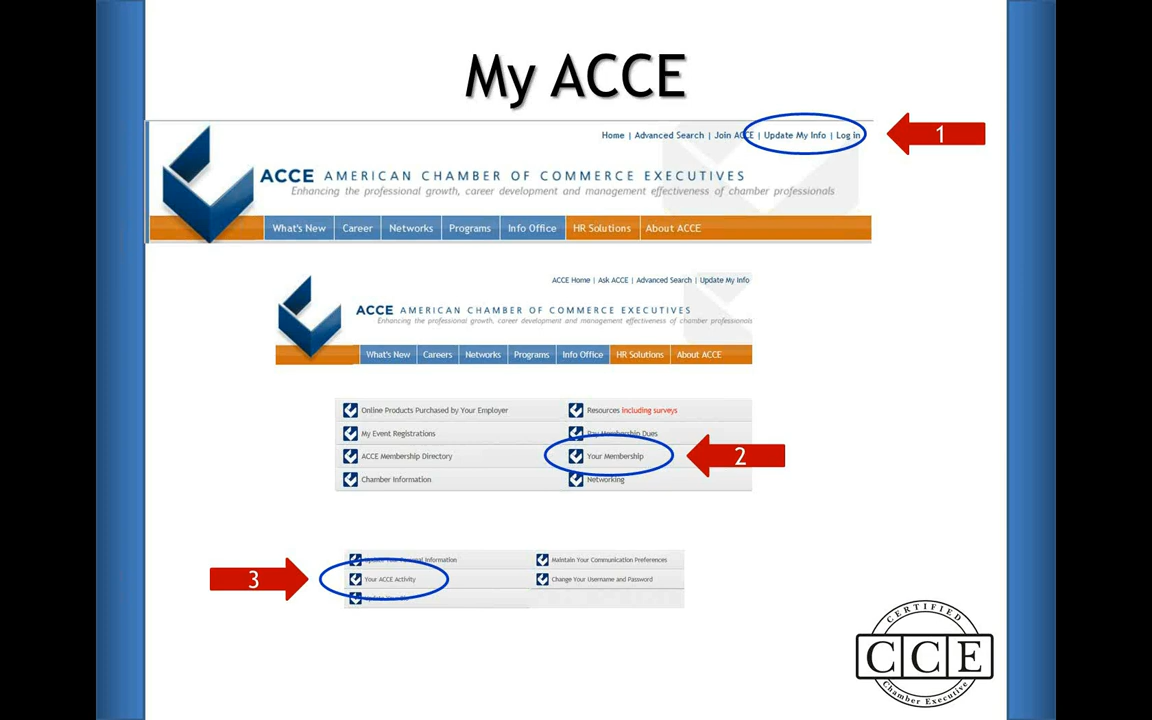 My ACCE
Home | Advanced Search | Join ACCE | Update My Info | Log in
1
ACCE AMERICAN CHAMBER OF COMMERCE EXECUTIVES
Enhancing the professional growth, career development and management effectiveness of chamber professionals
What's New Career Networks Programs Info Office HR Solutions About ACCE
ACCE Home | Ask ACCE | Advanced Search | Update My Info
ACCE AMERICAN CHAMBER OF COMMERCE EXECUTIVES
Enhancing the professional growth, career development and management effectiveness of chamber professionals
What's New Careers Networks Programs Info Office HR Solutions About ACCE
Online Products Purchased by Your Employer Resources including surveys
My Event Registrations Pay Membership Dues
ACCE Membership Directory Your Membership
2
Chamber Information Networking
Update Your Personal Information Maintain Your Communication Preferences
3
Your ACCE Activity Change Your Username and Password
Update Your
CERTIFIED
CCE
Chamber Executive